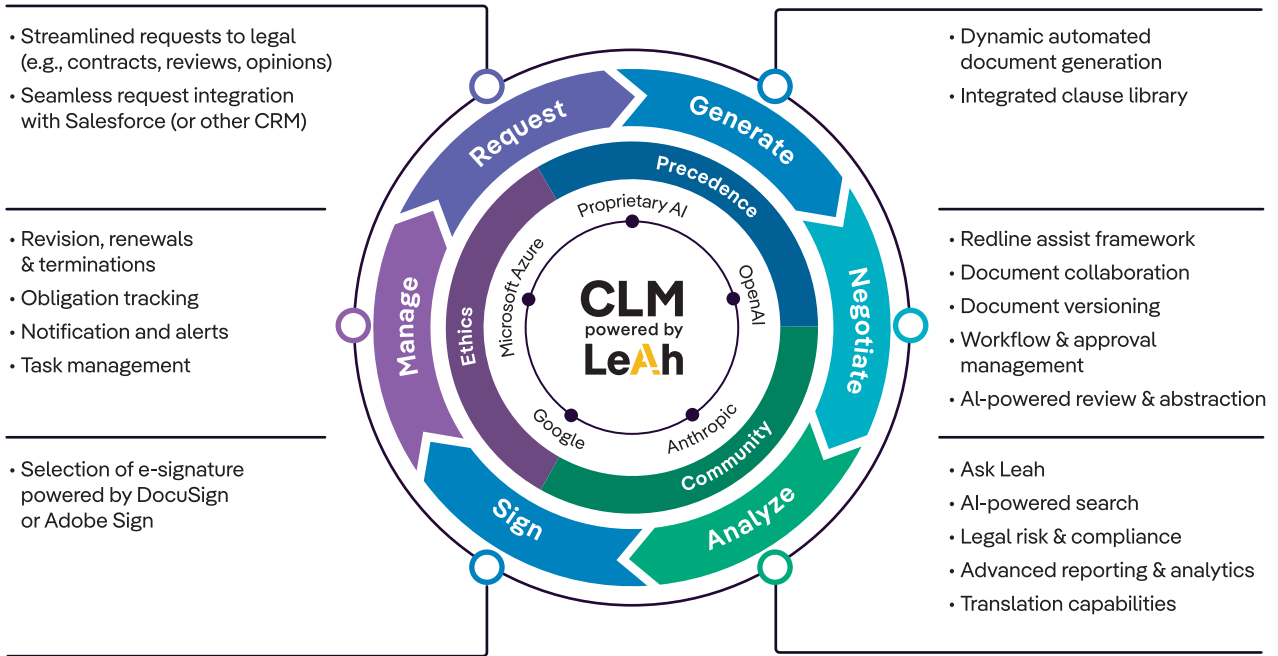 • Streamlined requests to legal
(e.g., contracts, reviews, opinions)
• Seamless request integration
with Salesforce (or other CRM)
• Revision, renewals
& terminations
• Obligation tracking
• Notification and alerts
• Task management
• Selection of e-signature
powered by DocuSign
or Adobe Sign
Request
Generate
Negotiate
Analyze
Sign
Manage
Precedence
Community
Ethics
Proprietary AI
OpenAI
Anthropic
Google
Microsoft Azure
CLM
powered by
LeAh
• Dynamic automated
document generation
• Integrated clause library
• Redline assist framework
• Document collaboration
• Document versioning
• Workflow & approval
management
• AI-powered review & abstraction
• Ask Leah
• AI-powered search
• Legal risk & compliance
• Advanced reporting & analytics
• Translation capabilities